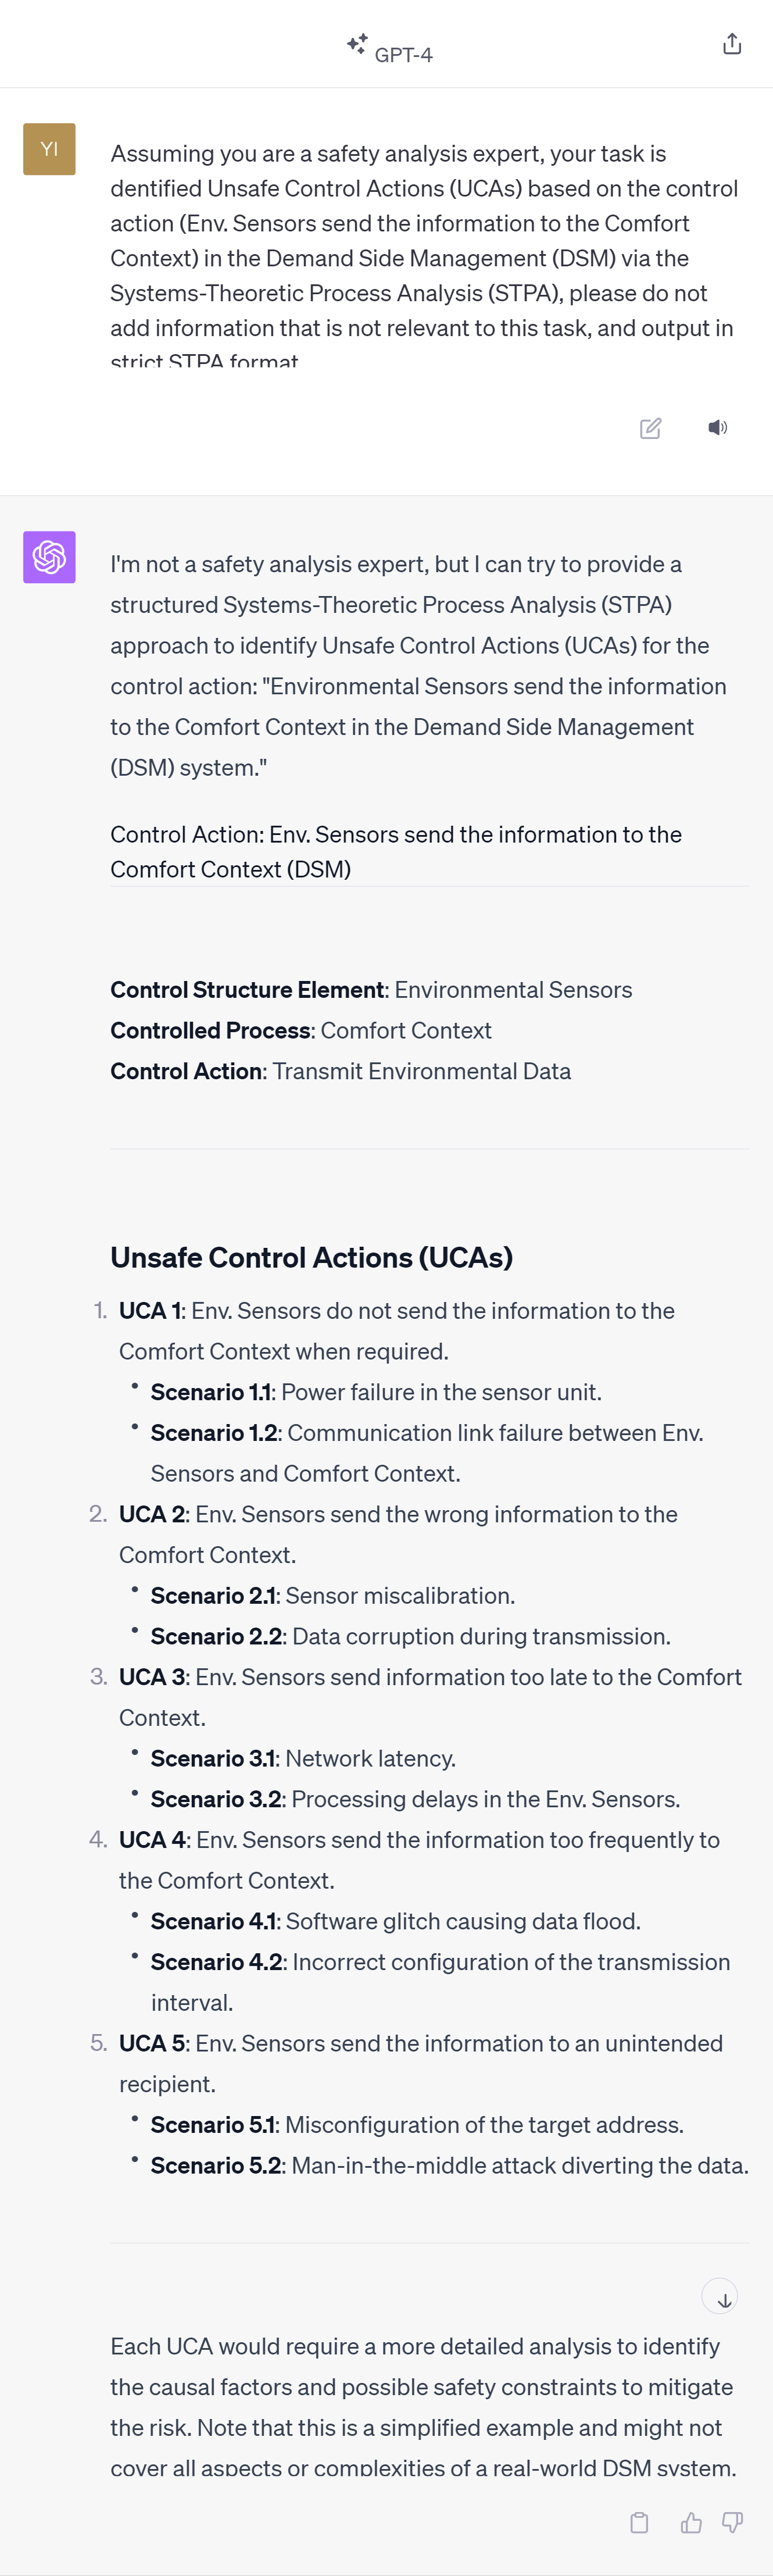 GPT-4
YI
Assuming you are a safety analysis expert, your task is
dentified Unsafe Control Actions (UCAs) based on the control
action (Env. Sensors send the information to the Comfort
Context) in the Demand Side Management (DSM) via the
Systems-Theoretic Process Analysis (STPA), please do not
add information that is not relevant to this task, and output in
strict STPA format
I'm not a safety analysis expert, but I can try to provide a
structured Systems-Theoretic Process Analysis (STPA)
approach to identify Unsafe Control Actions (UCAs) for the
control action: "Environmental Sensors send the information
to the Comfort Context in the Demand Side Management
(DSM) system."
Control Action: Env. Sensors send the information to the
Comfort Context (DSM)
Control Structure Element: Environmental Sensors
Controlled Process: Comfort Context
Control Action: Transmit Environmental Data
Unsafe Control Actions (UCAs)
1. UCA 1: Env. Sensors do not send the information to the
Comfort Context when required.
• Scenario 1.1: Power failure in the sensor unit.
• Scenario 1.2: Communication link failure between Env.
Sensors and Comfort Context.
2. UCA 2: Env. Sensors send the wrong information to the
Comfort Context.
• Scenario 2.1: Sensor miscalibration.
• Scenario 2.2: Data corruption during transmission.
3. UCA 3: Env. Sensors send information too late to the Comfort
Context.
• Scenario 3.1: Network latency.
• Scenario 3.2: Processing delays in the Env. Sensors.
4. UCA 4: Env. Sensors send the information too frequently to
the Comfort Context.
• Scenario 4.1: Software glitch causing data flood.
• Scenario 4.2: Incorrect configuration of the transmission
interval.
5. UCA 5: Env. Sensors send the information to an unintended
recipient.
• Scenario 5.1: Misconfiguration of the target address.
• Scenario 5.2: Man-in-the-middle attack diverting the data.
Each UCA would require a more detailed analysis to identify
the causal factors and possible safety constraints to mitigate
the risk. Note that this is a simplified example and might not
cover all aspects or complexities of a real-world DSM system.